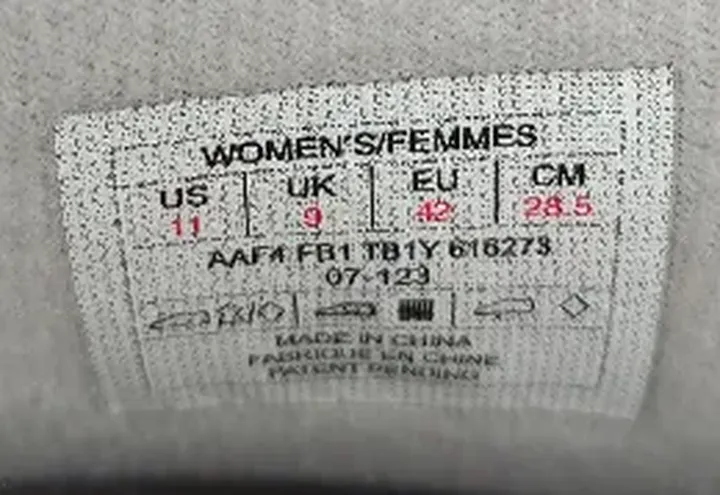 WOMEN'S/FEMMES
US UK EU CM
11 9 42 28.5
AAF4 FB1 TB1Y 616273
07-123
MADE IN CHINA
FABRIQUE EN CHINE
PATENT PENDING